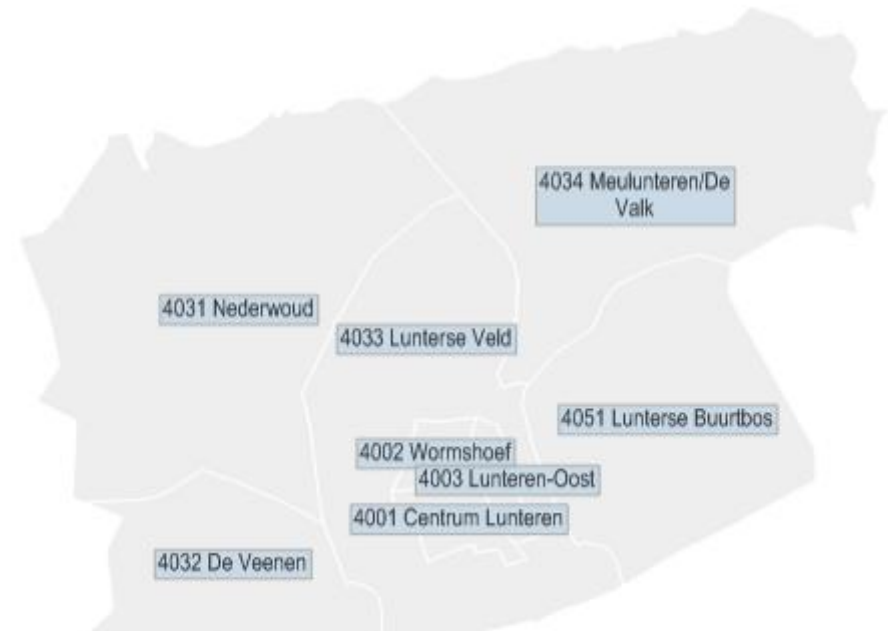 4034 Meulunteren/De
Valk
4031 Nederwoud
4033 Lunterse Veld
4051 Lunterse Buurtbos
4002 Wormshoef
4003 Lunteren-Oost
4001 Centrum Lunteren
4032 De Veenen